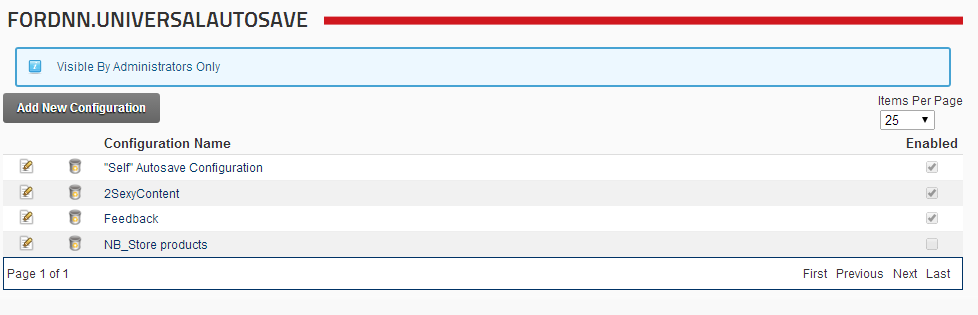 FORDNN.UNIVERSALAUTOSAVE
Visible By Administrators Only
Add New Configuration
Items Per Page
25
Configuration Name Enabled
"Self" Autosave Configuration
2SexyContent
Feedback
NB_Store products
Page 1 of 1 First Previous Next Last